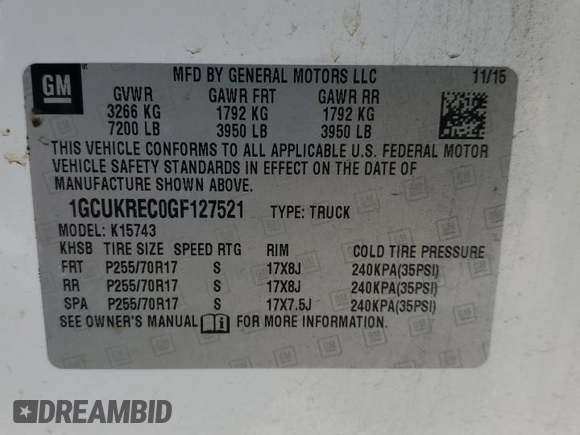 GM
MFD BY GENERAL MOTORS LLC 11/15
GVWR GAWR FRT GAWR RR
3266 KG 1792 KG 1792 KG
7200 LB 3950 LB 3950 LB
THIS VEHICLE CONFORMS TO ALL APPLICABLE U.S. FEDERAL MOTOR
VEHICLE SAFETY STANDARDS IN EFFECT ON THE DATE OF
MANUFACTURE SHOWN ABOVE.
1GCUKREC0GF127521 TYPE: TRUCK
MODEL: K15743
KHSB TIRE SIZE SPEED RTG RIM COLD TIRE PRESSURE
FRT P255/70R17 S 17X8J 240KPA(35PSI)
RR P255/70R17 S 17X8J 240KPA(35PSI)
SPA P255/70R17 S 17X7.5J 240KPA(35PSI)
SEE OWNER'S MANUAL FOR MORE INFORMATION.
DREAMBID